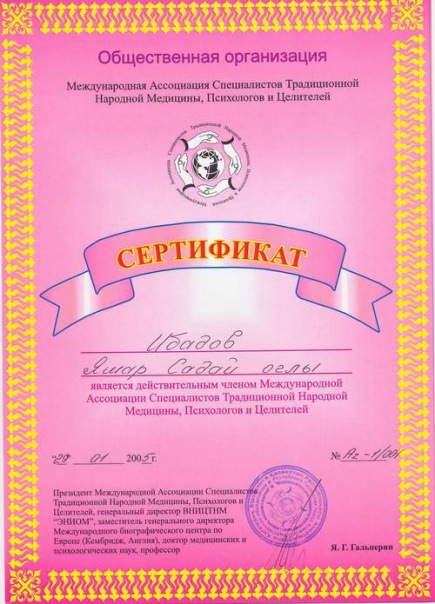 Общественная организация
Международная Ассоциация Специалистов Традиционной
Народной Медицины, Психологов и Целителей
СЕРТИФИКАТ
Ибадов
Яшар Садай оглы
является действительным членом Международной
Ассоциации Специалистов Традиционной Народной
Медицины, Психологов и Целителей
"29" 01 2005 г.
№ Az-1/001
Президент Международной Ассоциации Специалистов
Традиционной Народной Медицины, Психологов и
Целителей, генеральный директор ВНИЦТНМ
"ЭНИОМ", заместитель генерального директора
Международного биографического центра по
Европе (Кембридж, Англия), доктор медицинских и
психологических наук, профессор
Я. Г. Гальперин